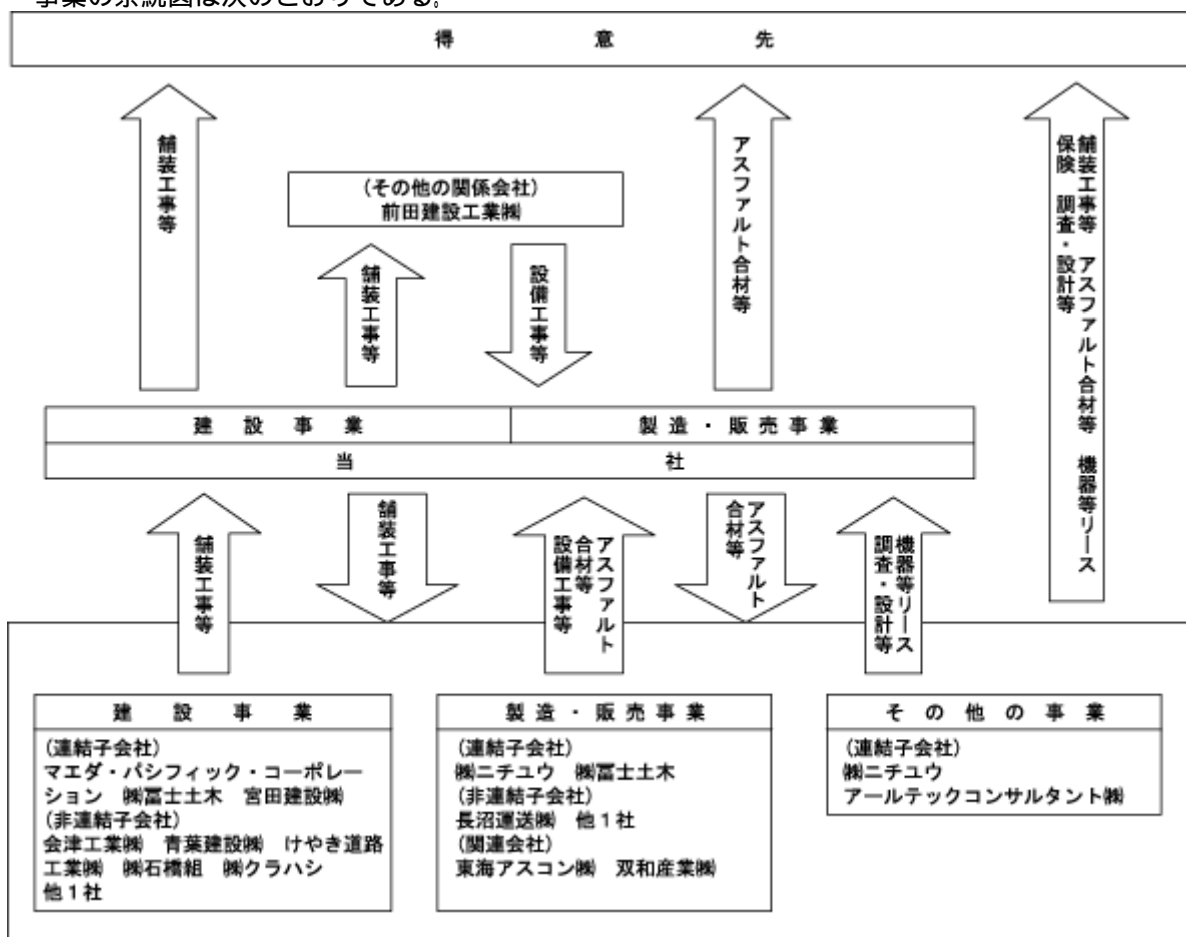 事業の系統図は次のとおりである。
得意先
舗装工事等
(その他の関係会社)
前田建設工業㈱
舗装工事等
設備工事等
アスファルト合材等
舗装工事等 アスファルト合材等 機器等リース
保険 調査・設計等
建設事業
製造・販売事業
当社
舗装工事等
舗装工事等
アスファルト
合材等
設備工事等
アスファルト
合材等
機器等リース
調査・設計等
建設事業
(連結子会社)
マエダ・パシフィック・コーポレー
ション ㈱冨士土木 宮田建設㈱
(非連結子会社)
会津工業㈱ 青葉建設㈱ けやき道路
工業㈱ ㈱石橋組 ㈱クラハシ
他1社
製造・販売事業
(連結子会社)
㈱ニチユウ ㈱冨士土木
(非連結子会社)
長沼運送㈱ 他1社
(関連会社)
東海アスコン㈱ 双和産業㈱
その他の事業
(連結子会社)
㈱ニチユウ
アールテックコンサルタント㈱